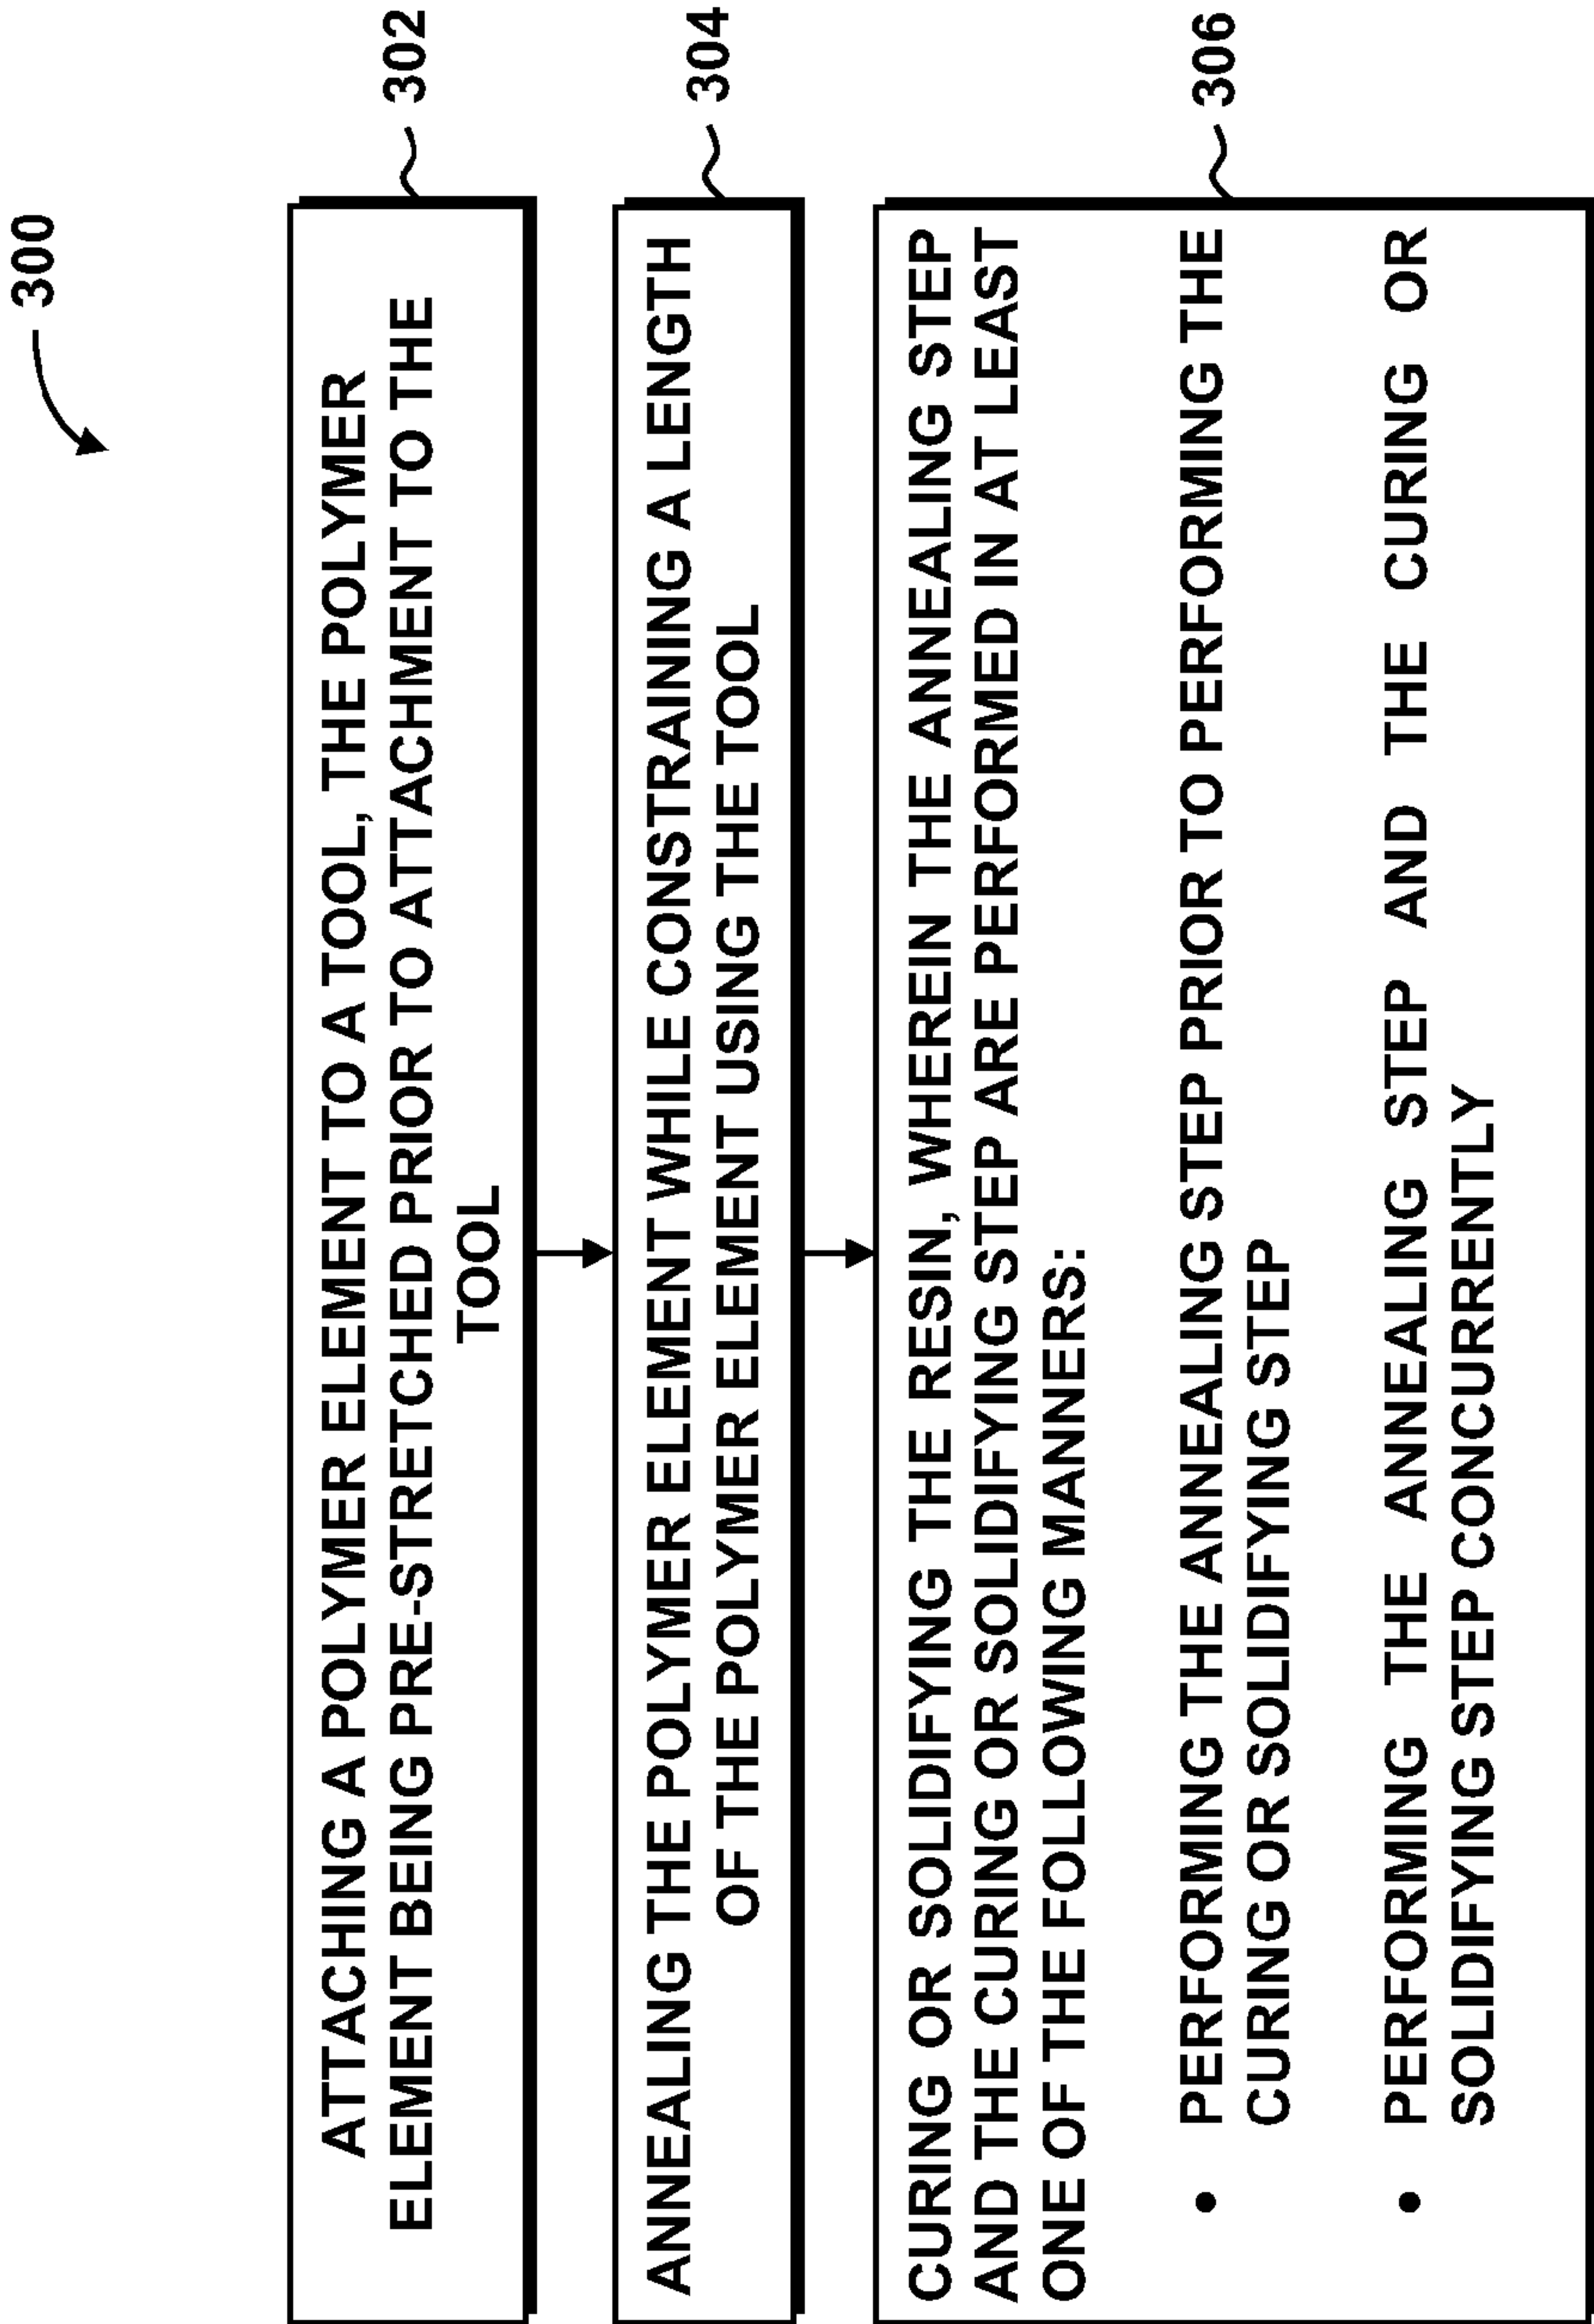 300
ATTACHING A POLYMER ELEMENT TO A TOOL, THE POLYMER
ELEMENT BEING PRE-STRETCHED PRIOR TO ATTACHMENT TO THE
TOOL
302
ANNEALING THE POLYMER ELEMENT WHILE CONSTRAINING A LENGTH
OF THE POLYMER ELEMENT USING THE TOOL
304
CURING OR SOLIDIFYING THE RESIN, WHEREIN THE ANNEALING STEP
AND THE CURING OR SOLIDIFYING STEP ARE PERFORMED IN AT LEAST
ONE OF THE FOLLOWING MANNERS:
• PERFORMING THE ANNEALING STEP PRIOR TO PERFORMING THE
CURING OR SOLIDIFYING STEP
• PERFORMING THE ANNEALING STEP AND THE CURING OR
SOLIDIFYING STEP CONCURRENTLY
306